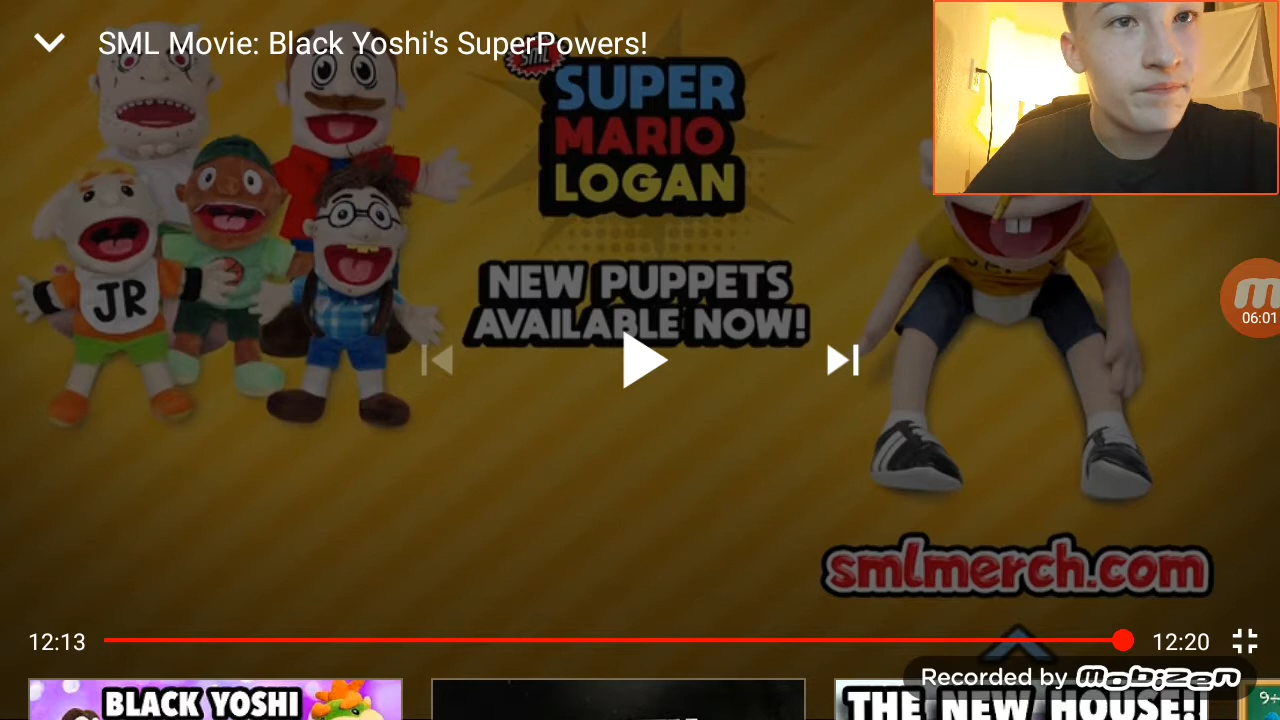 SML Movie: Black Yoshi's SuperPowers!
SML
SUPER
MARIO
LOGAN
NEW PUPPETS
AVAILABLE NOW!
JR
06:01
smlmerch.com
12:13
12:20
Recorded by mobizen
BLACK YOSHI
THE NEW HOUSE!!
9+